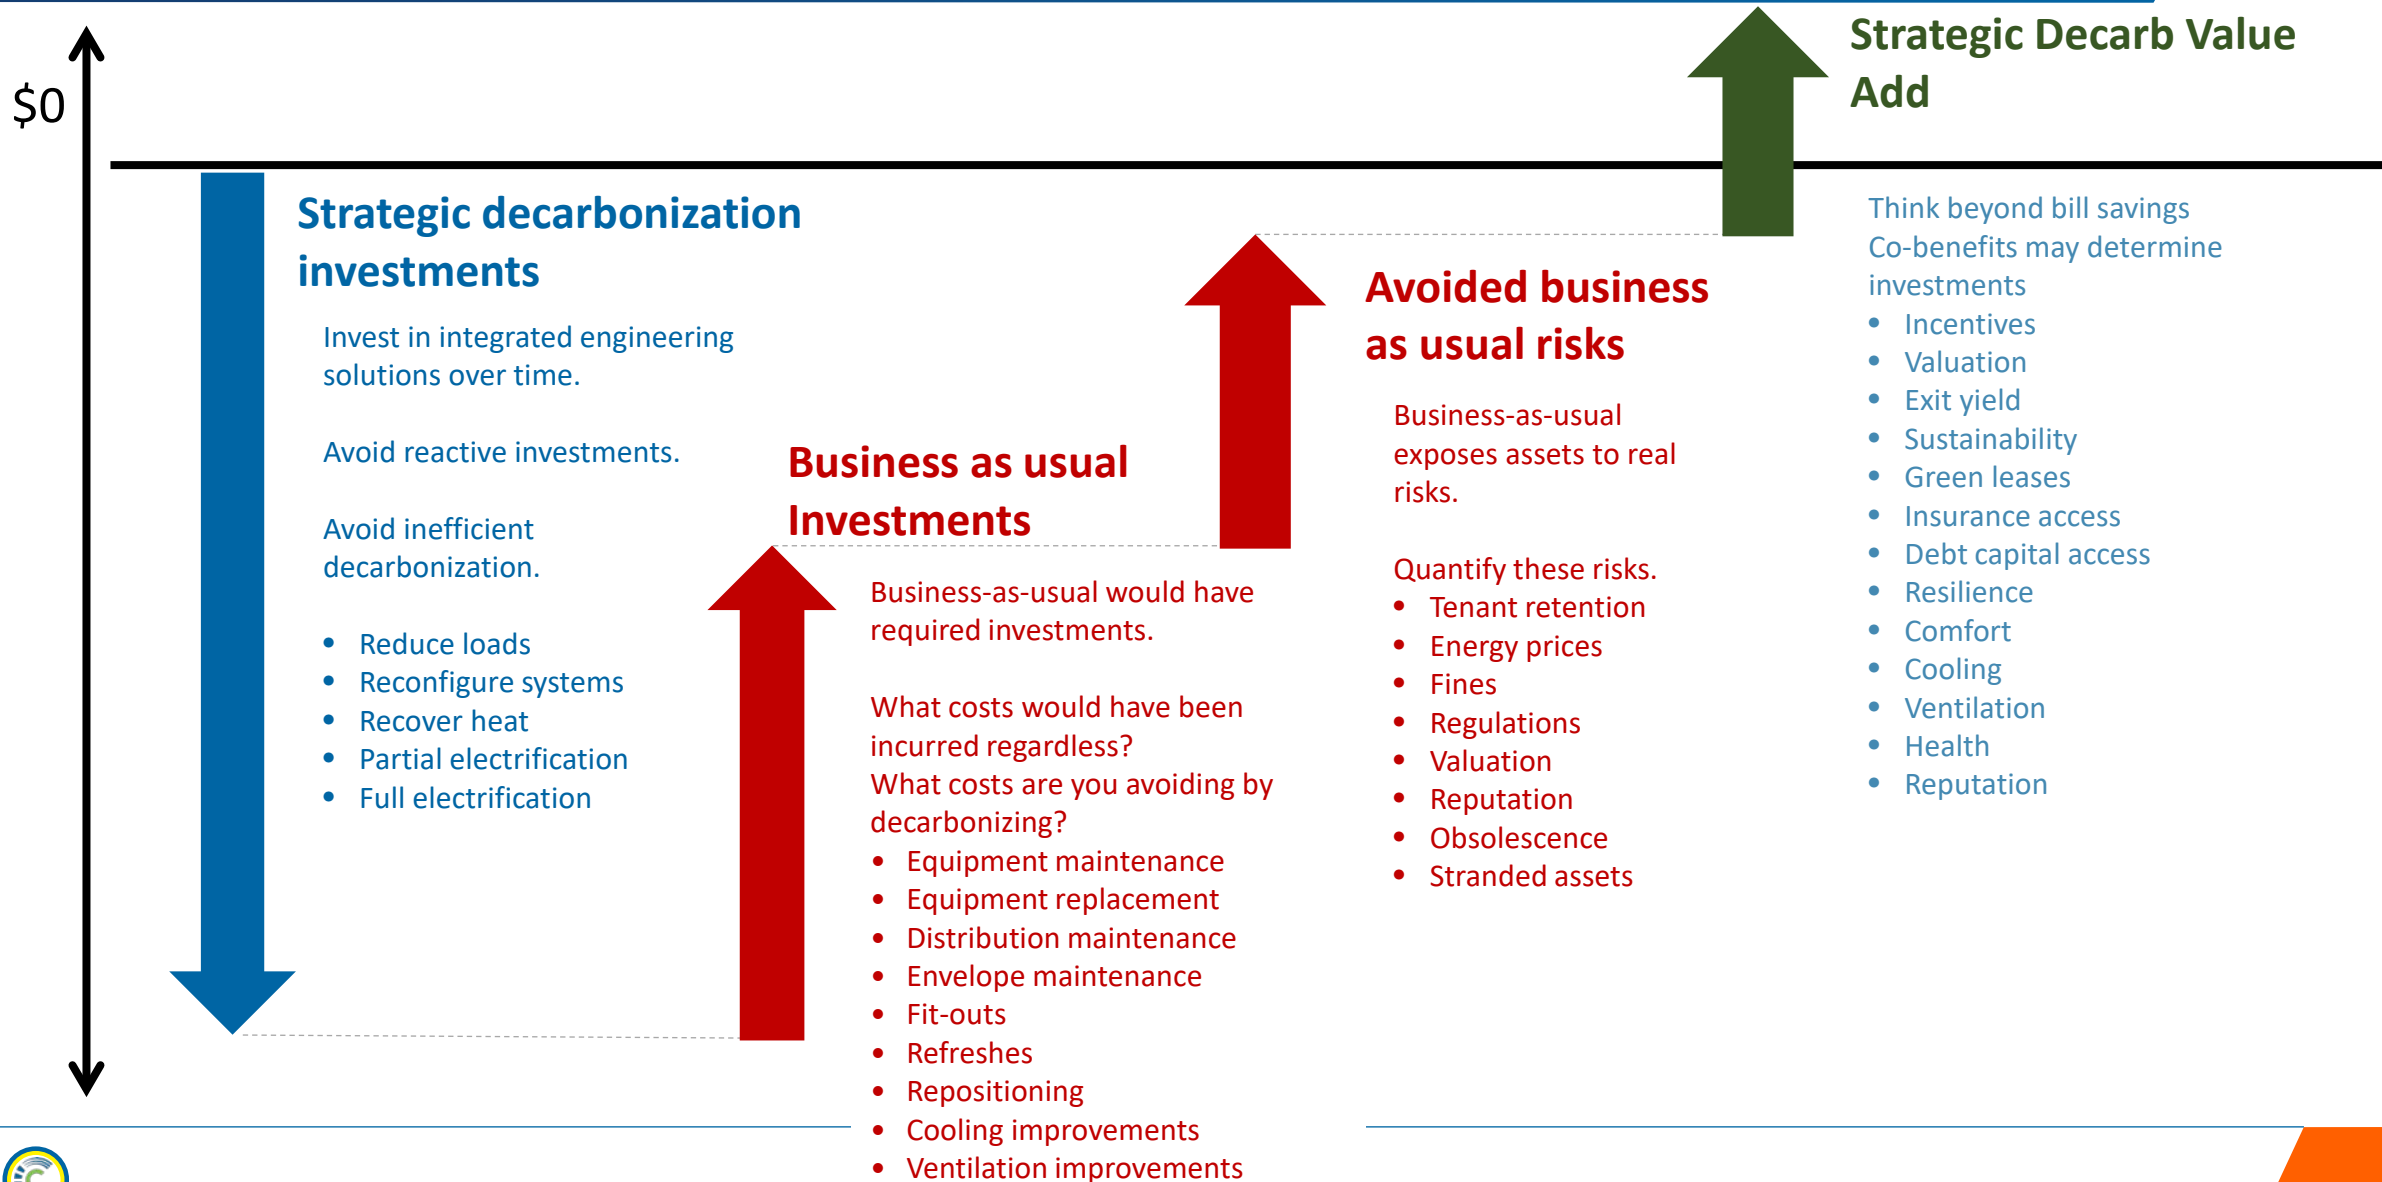 $0
Strategic decarbonization
investments
Invest in integrated engineering
solutions over time.
Avoid reactive investments.
Avoid inefficient
decarbonization.
• Reduce loads
• Reconfigure systems
• Recover heat
• Partial electrification
• Full electrification
Business as usual
Investments
Business-as-usual would have
required investments.
What costs would have been
incurred regardless?
What costs are you avoiding by
decarbonizing?
• Equipment maintenance
• Equipment replacement
• Distribution maintenance
• Envelope maintenance
• Fit-outs
• Refreshes
• Repositioning
• Cooling improvements
• Ventilation improvements
Avoided business
as usual risks
Business-as-usual
exposes assets to real
risks.
Quantify these risks.
• Tenant retention
• Energy prices
• Fines
• Regulations
• Valuation
• Reputation
• Obsolescence
• Stranded assets
Strategic Decarb Value
Add
Think beyond bill savings
Co-benefits may determine
investments
• Incentives
• Valuation
• Exit yield
• Sustainability
• Green leases
• Insurance access
• Debt capital access
• Resilience
• Comfort
• Cooling
• Ventilation
• Health
• Reputation